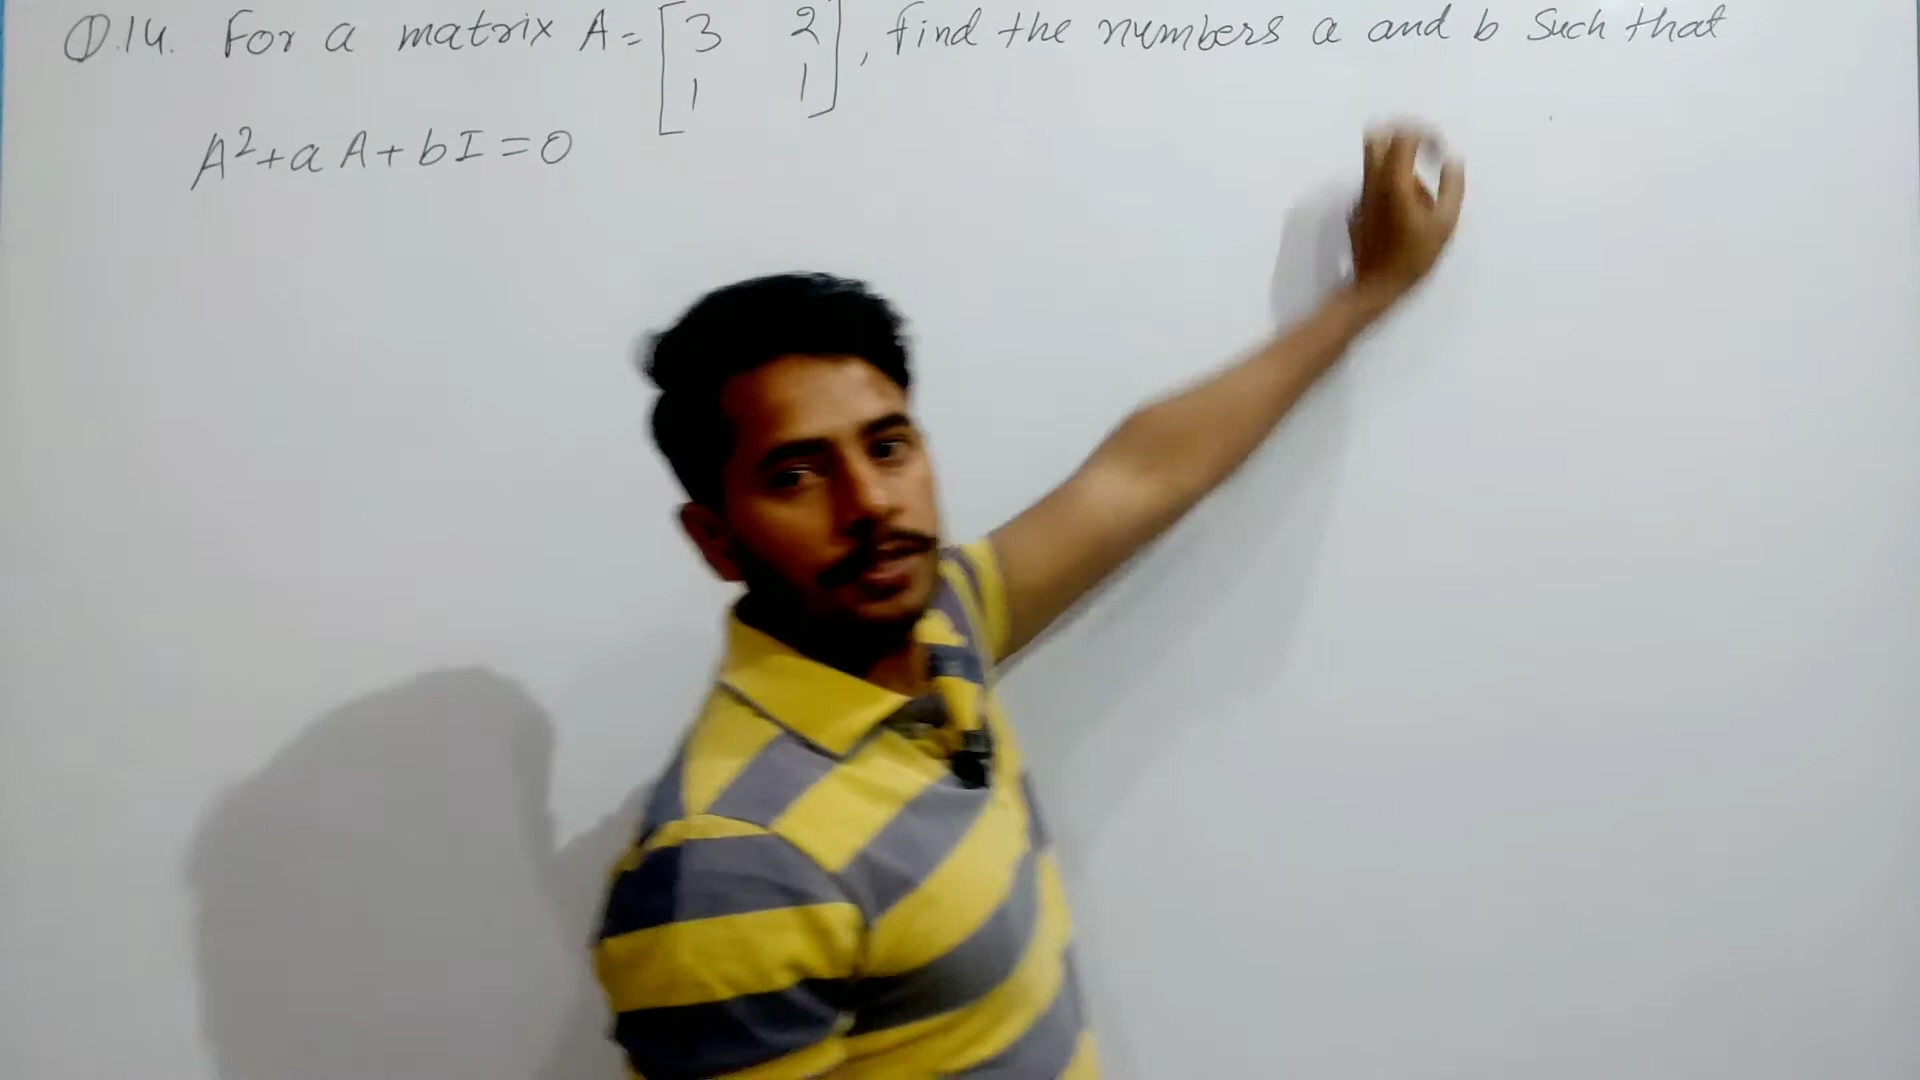 Q.14. For a matrix A = [3 2
1 1], find the numbers a and b Such that
A²+aA+bI=0